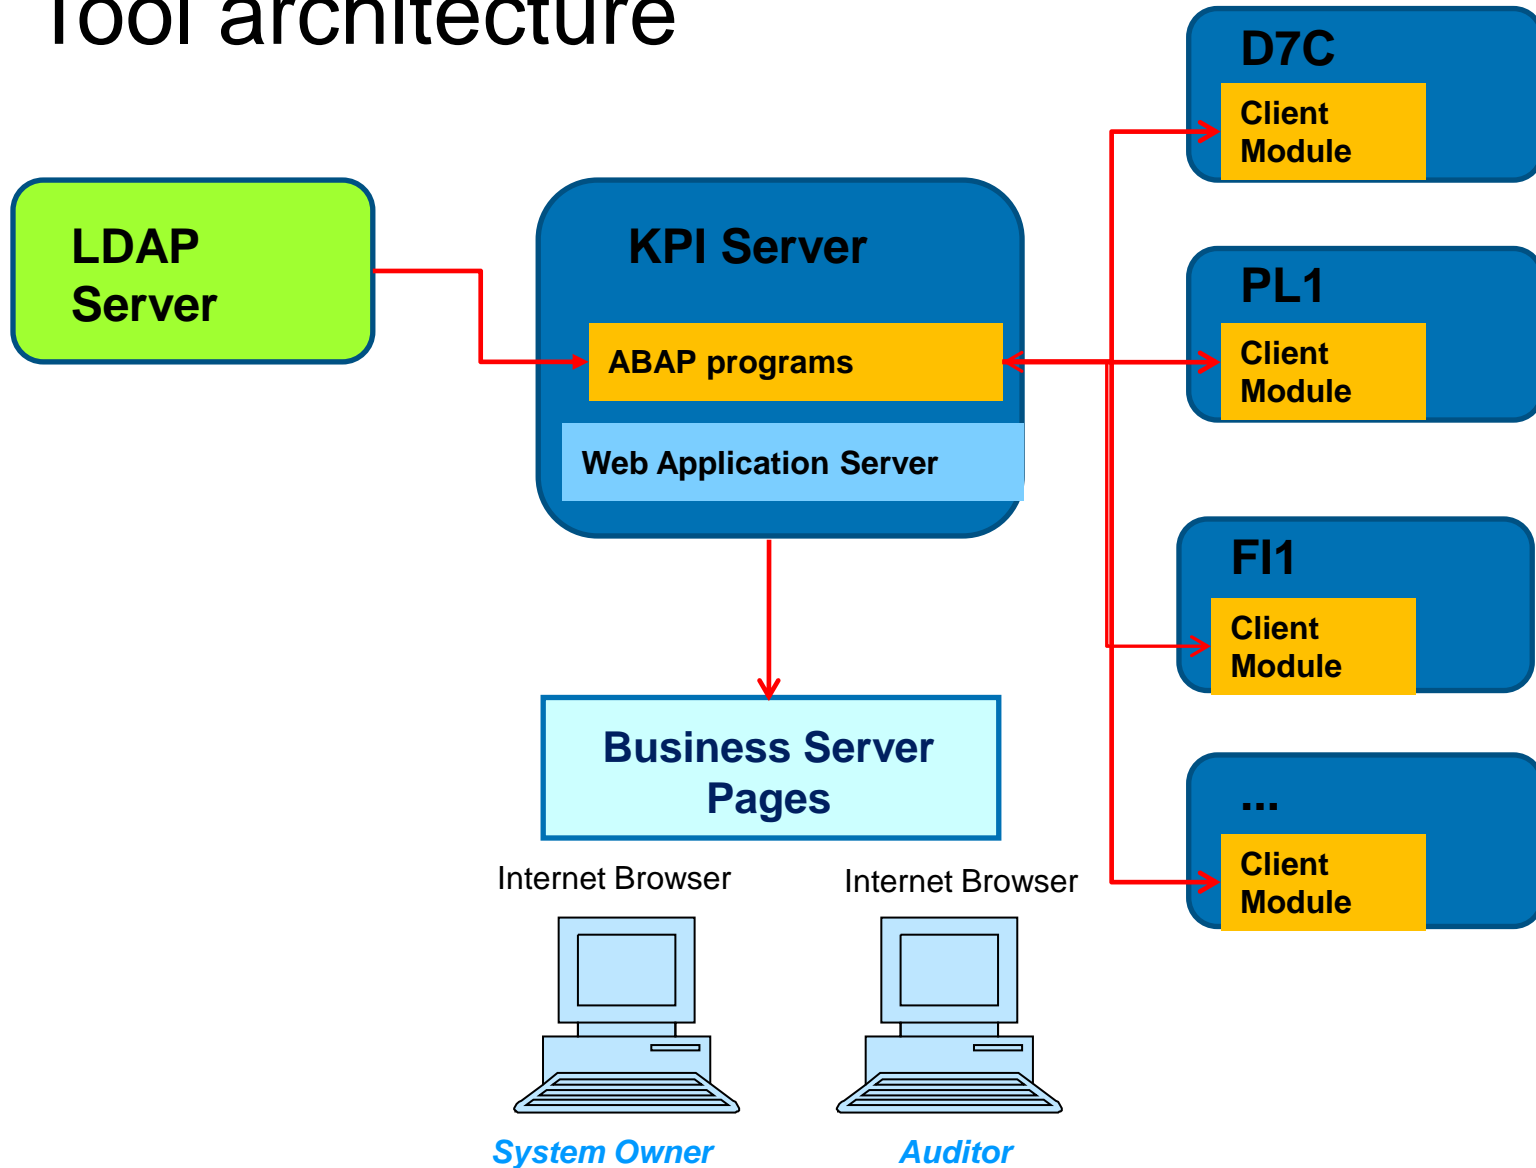 Tool architecture
D7C
Client
Module
LDAP
Server
KPI Server
ABAP programs
Web Application Server
PL1
Client
Module
FI1
Client
Module
Business Server
Pages
...
Client
Module
Internet Browser
Internet Browser
System Owner
Auditor